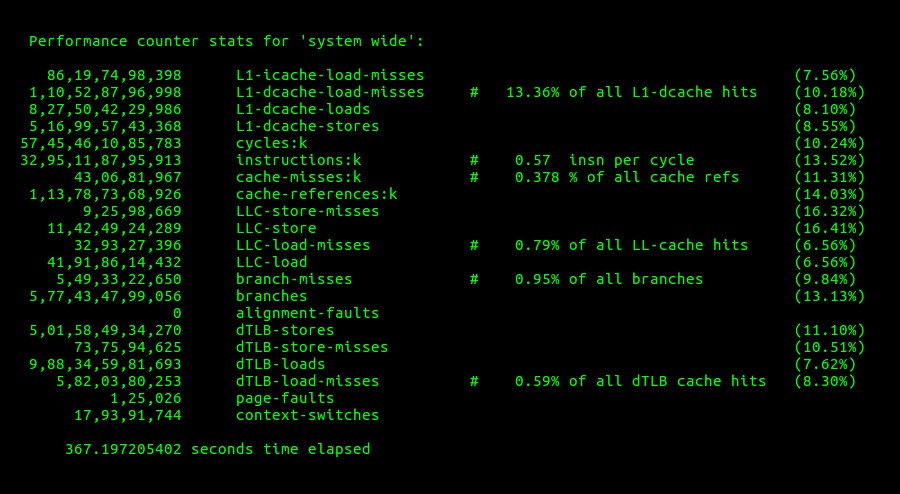 Performance counter stats for 'system wide':
86,19,74,98,398 L1-icache-load-misses (7.56%)
1,10,52,87,96,998 L1-dcache-load-misses # 13.36% of all L1-dcache hits (10.18%)
8,27,50,42,29,986 L1-dcache-loads (8.10%)
5,16,99,57,43,368 L1-dcache-stores (8.55%)
57,45,46,10,85,783 cycles:k (10.24%)
32,95,11,87,95,913 instructions:k # 0.57 insn per cycle (13.52%)
43,06,81,967 cache-misses:k # 0.378 % of all cache refs (11.31%)
1,13,78,73,68,926 cache-references:k (14.03%)
9,25,98,669 LLC-store-misses (16.32%)
11,42,49,24,289 LLC-store (16.41%)
32,93,27,396 LLC-load-misses # 0.79% of all LL-cache hits (6.56%)
41,91,86,14,432 LLC-load (6.56%)
5,49,33,22,650 branch-misses # 0.95% of all branches (9.84%)
5,77,43,47,99,056 branches (13.13%)
0 alignment-faults
5,01,58,49,34,270 dTLB-stores (11.10%)
73,75,94,625 dTLB-store-misses (10.51%)
9,88,34,59,81,693 dTLB-loads (7.62%)
5,82,03,80,253 dTLB-load-misses # 0.59% of all dTLB cache hits (8.30%)
1,25,026 page-faults
17,93,91,744 context-switches
367.197205402 seconds time elapsed